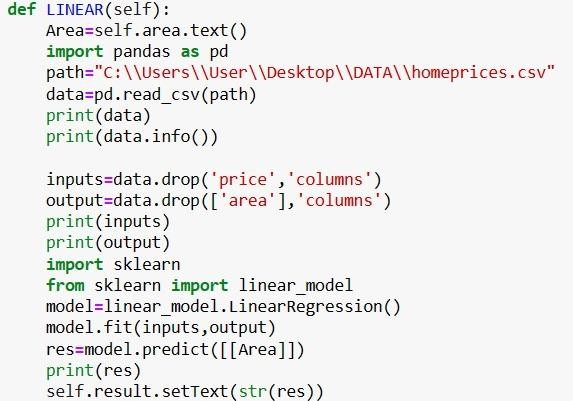 def LINEAR(self):
    Area=self.area.text()
    import pandas as pd
    path="C:\\Users\\User\\Desktop\\DATA\\homeprices.csv"
    data=pd.read_csv(path)
    print(data)
    print(data.info())

    inputs=data.drop('price','columns')
    output=data.drop(['area'],'columns')
    print(inputs)
    print(output)
    import sklearn
    from sklearn import linear_model
    model=linear_model.LinearRegression()
    model.fit(inputs,output)
    res=model.predict([[Area]])
    print(res)
    self.result.setText(str(res))